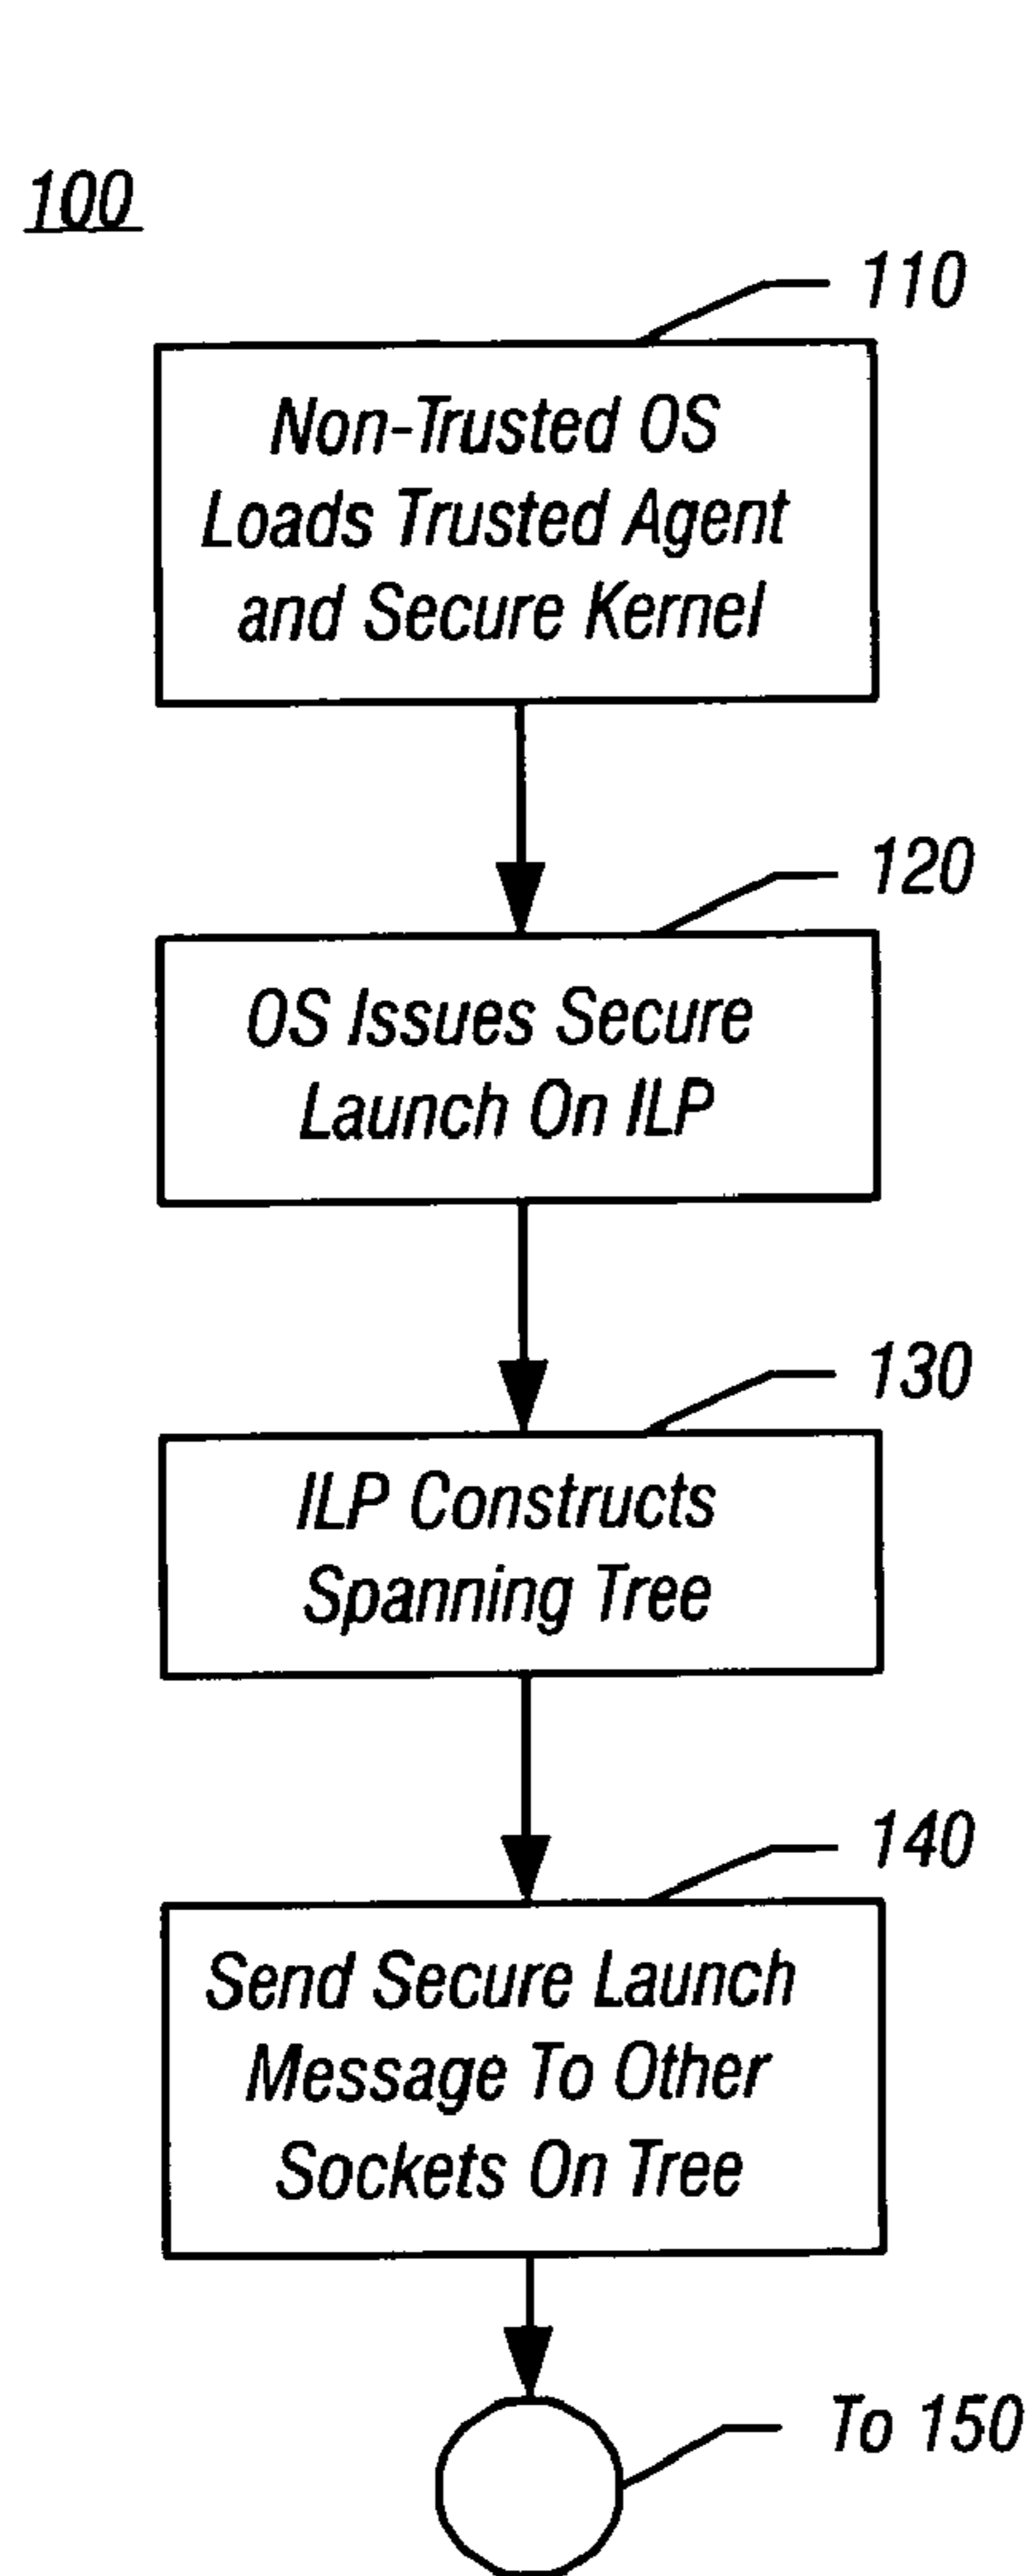 100
110
Non-Trusted OS
Loads Trusted Agent
and Secure Kernel
120
OS Issues Secure
Launch On ILP
130
ILP Constructs
Spanning Tree
140
Send Secure Launch
Message To Other
Sockets On Tree
To 150